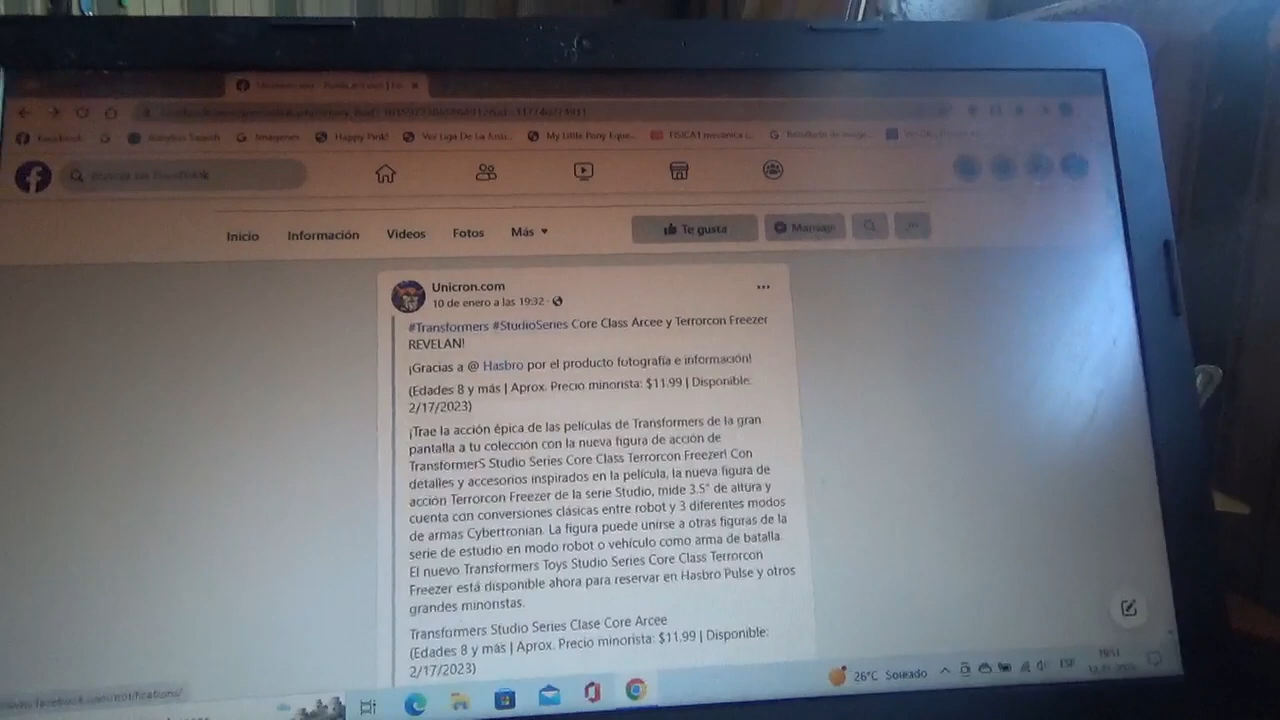 Happy Pink!
My Little Pony Eque...
Inicio Información Videos Fotos Más Te gusta Mensaje
Unicron.com
10 de enero a las 19:32
#Transformers #StudioSeries Core Class Arcee y Terrorcon Freezer
REVELAN!
¡Gracias a @ Hasbro por el producto fotografía e información!
(Edades 8 y más | Aprox. Precio minorista: $11.99 | Disponible:
2/17/2023)
¡Trae la acción épica de las películas de Transformers de la gran
pantalla a tu colección con la nueva figura de acción de
TransformerS Studio Series Core Class Terrorcon Freezer! Con
detalles y accesorios inspirados en la película, la nueva figura de
acción Terrorcon Freezer de la serie Studio, mide 3.5" de altura y
cuenta con conversiones clásicas entre robot y 3 diferentes modos
de armas Cybertronian. La figura puede unirse a otras figuras de la
serie de estudio en modo robot o vehículo como arma de batalla.
El nuevo Transformers Toys Studio Series Core Class Terrorcon
Freezer está disponible ahora para reservar en Hasbro Pulse y otros
grandes minoristas.
Transformers Studio Series Clase Core Arcee
(Edades 8 y más | Aprox. Precio minorista: $11,99 | Disponible:
2/17/2023)
26°C Soleado ESP